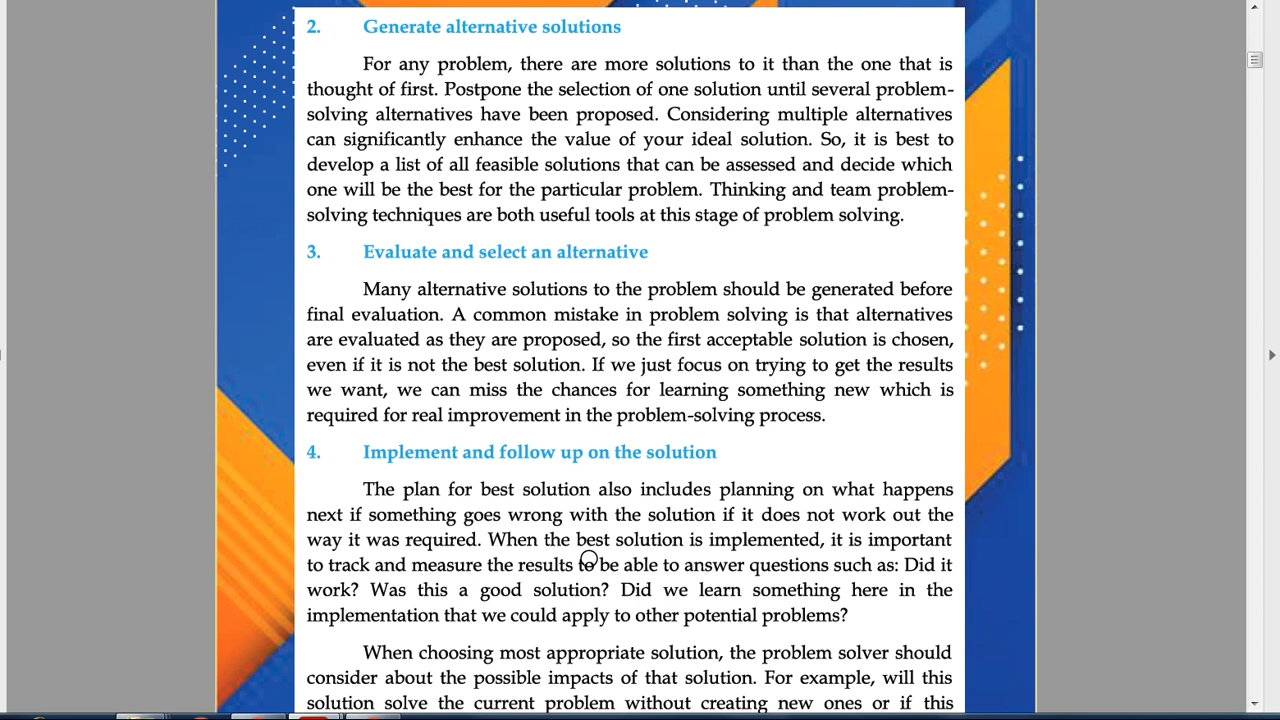 2. Generate alternative solutions
For any problem, there are more solutions to it than the one that is
thought of first. Postpone the selection of one solution until several problem-
solving alternatives have been proposed. Considering multiple alternatives
can significantly enhance the value of your ideal solution. So, it is best to
develop a list of all feasible solutions that can be assessed and decide which
one will be the best for the particular problem. Thinking and team problem-
solving techniques are both useful tools at this stage of problem solving.
3. Evaluate and select an alternative
Many alternative solutions to the problem should be generated before
final evaluation. A common mistake in problem solving is that alternatives
are evaluated as they are proposed, so the first acceptable solution is chosen,
even if it is not the best solution. If we just focus on trying to get the results
we want, we can miss the chances for learning something new which is
required for real improvement in the problem-solving process.
4. Implement and follow up on the solution
The plan for best solution also includes planning on what happens
next if something goes wrong with the solution if it does not work out the
way it was required. When the best solution is implemented, it is important
to track and measure the results to be able to answer questions such as: Did it
work? Was this a good solution? Did we learn something here in the
implementation that we could apply to other potential problems?
When choosing most appropriate solution, the problem solver should
consider about the possible impacts of that solution. For example, will this
solution solve the current problem without creating new ones or if this